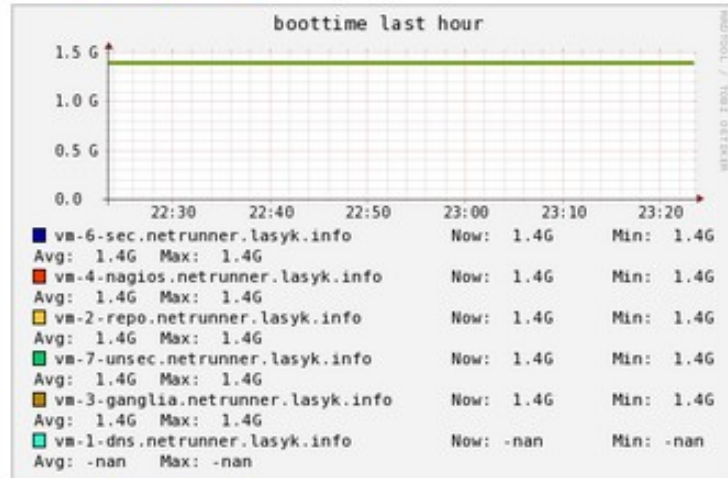 boottime last hour
RRDTOOL / TOBI OETIKER
1.5 G
1.0 G
0.5 G
0.0
22:30 22:40 22:50 23:00 23:10 23:20
vm-6-sec.netrunner.lasyk.info Now: 1.4G Min: 1.4G
Avg: 1.4G Max: 1.4G
vm-4-nagios.netrunner.lasyk.info Now: 1.4G Min: 1.4G
Avg: 1.4G Max: 1.4G
vm-2-repo.netrunner.lasyk.info Now: 1.4G Min: 1.4G
Avg: 1.4G Max: 1.4G
vm-7-unsec.netrunner.lasyk.info Now: 1.4G Min: 1.4G
Avg: 1.4G Max: 1.4G
vm-3-ganglia.netrunner.lasyk.info Now: 1.4G Min: 1.4G
Avg: 1.4G Max: 1.4G
vm-1-dns.netrunner.lasyk.info Now: -nan Min: -nan
Avg: -nan Max: -nan